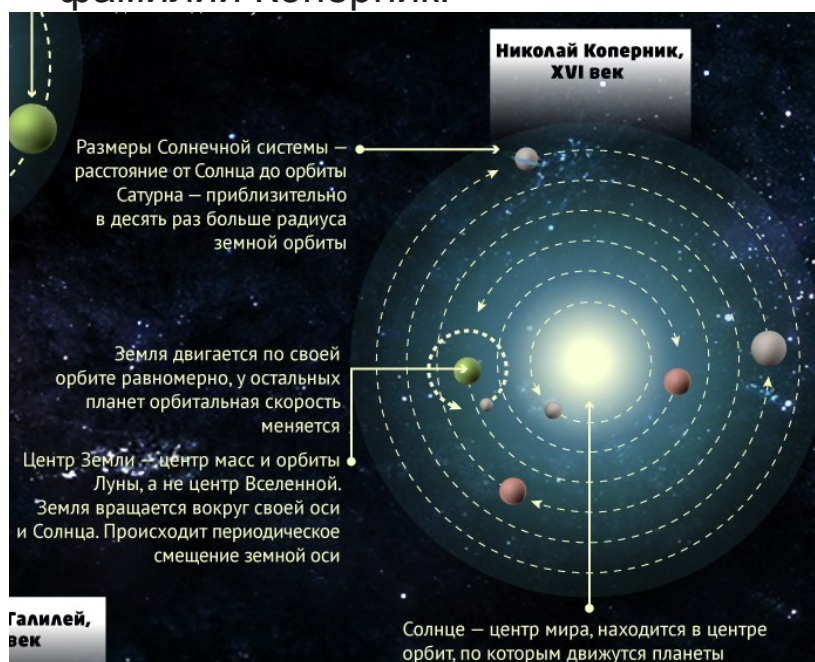 фамилии Коперник.
Николай Коперник,
XVI век
Размеры Солнечной системы —
расстояние от Солнца до орбиты
Сатурна — приблизительно
в десять раз больше радиуса
земной орбиты
Земля двигается по своей
орбите равномерно, у остальных
планет орбитальная скорость
меняется
Центр Земли — центр масс и орбиты
Луны, а не центр Вселенной.
Земля вращается вокруг своей оси
и Солнца. Происходит периодическое
смещение земной оси
Галилей,
век
Солнце — центр мира, находится в центре
орбит, по которым движутся планеты